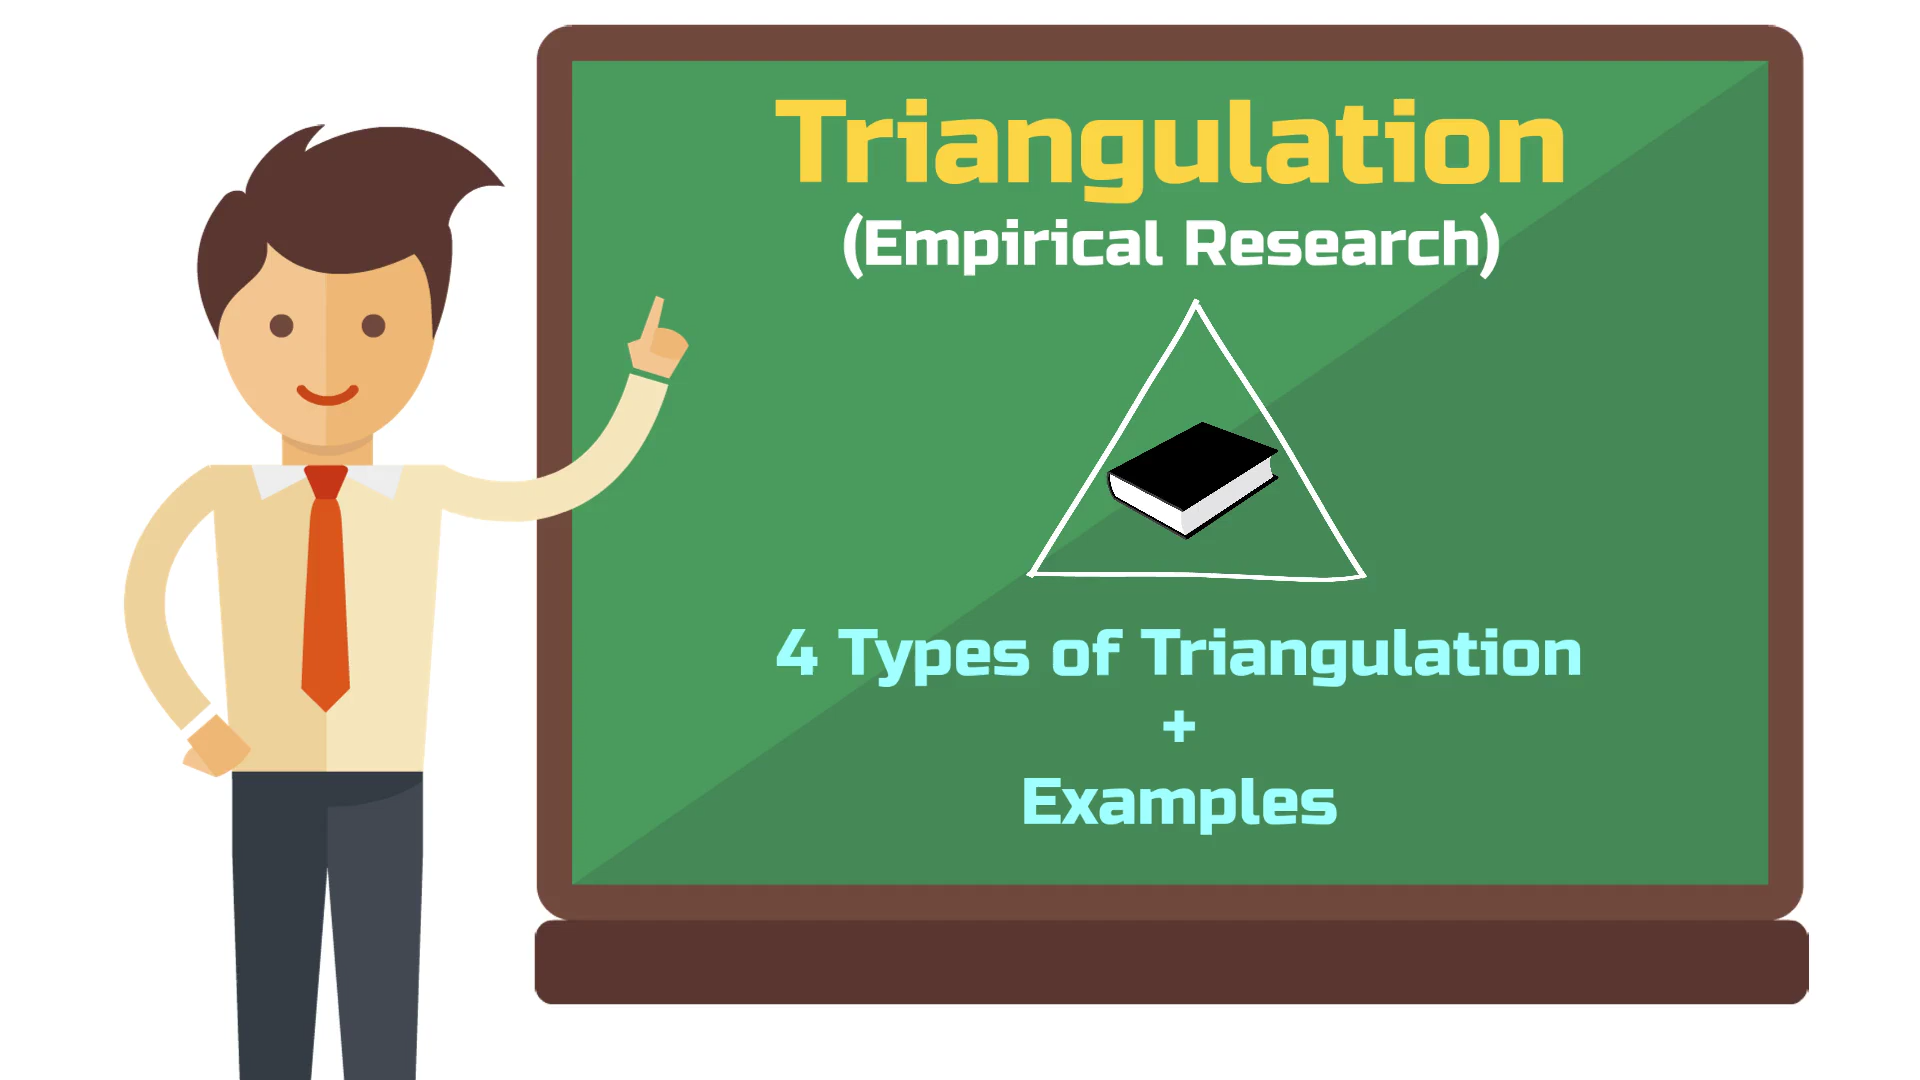 Triangulation
(Empirical Research)
4 Types of Triangulation
+
Examples